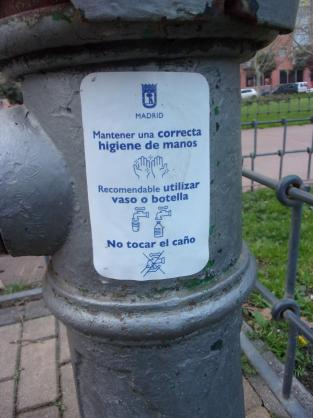 MADRID
Mantener una correcta
higiene de manos
Recomendable utilizar
vaso o botella
No tocar el caño